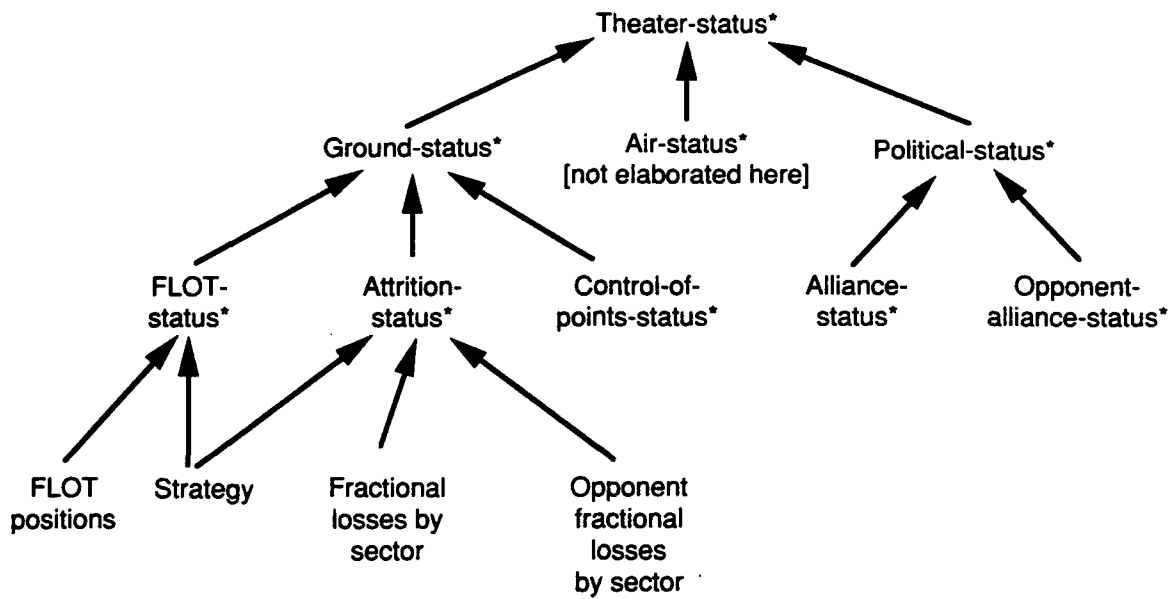 Theater-status*
Ground-status*
Air-status*
[not elaborated here]
Political-status*
FLOT-
status*
Attrition-
status*
Control-of-
points-status*
Alliance-
status*
Opponent-
alliance-status*
FLOT
positions
Strategy
Fractional
losses by
sector
Opponent
fractional
losses
by sector